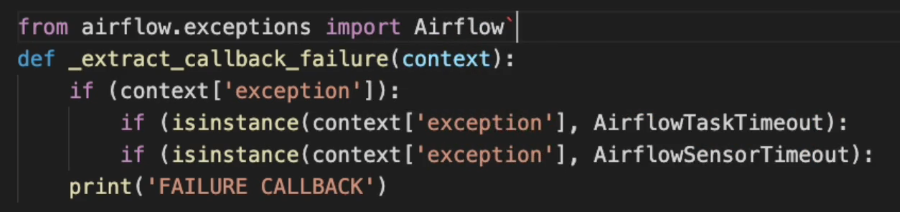 from airflow.exceptions import Airflow`
def _extract_callback_failure(context):
    if (context['exception']):
        if (isinstance(context['exception'], AirflowTaskTimeout):
        if (isinstance(context['exception'], AirflowSensorTimeout):
    print('FAILURE CALLBACK')